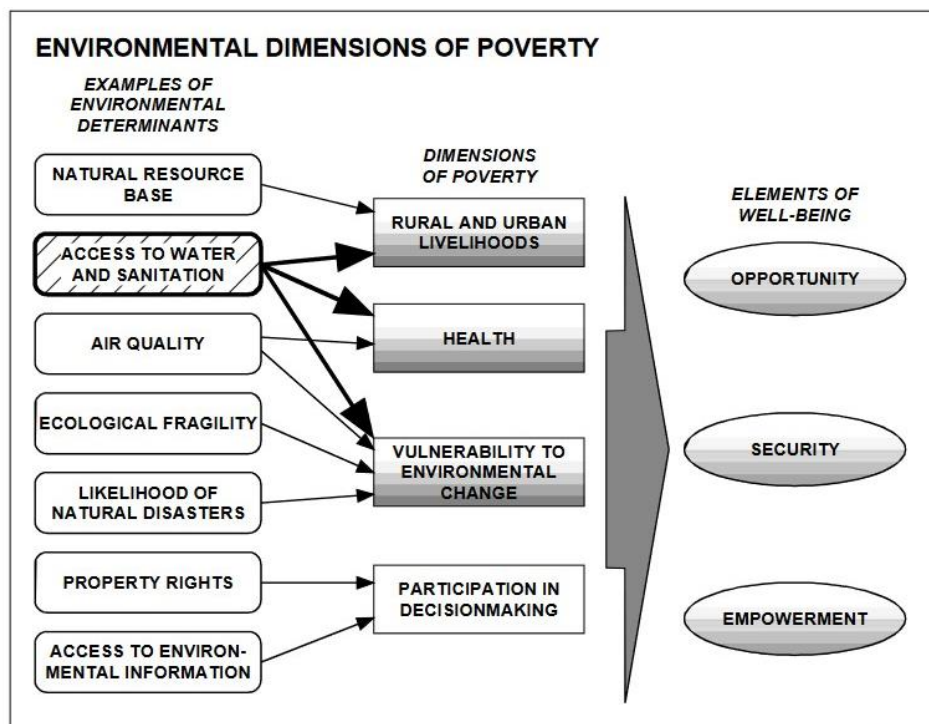 ENVIRONMENTAL DIMENSIONS OF POVERTY
EXAMPLES OF
ENVIRONMENTAL
DETERMINANTS
NATURAL RESOURCE
BASE
ACCESS TO WATER
AND SANITATION
AIR QUALITY
ECOLOGICAL FRAGILITY
LIKELIHOOD OF
NATURAL DISASTERS
PROPERTY RIGHTS
ACCESS TO ENVIRON-
MENTAL INFORMATION
DIMENSIONS
OF POVERTY
RURAL AND URBAN
LIVELIHOODS
HEALTH
VULNERABILITY TO
ENVIRONMENTAL
CHANGE
PARTICIPATION IN
DECISIONMAKING
ELEMENTS OF
WELL-BEING
OPPORTUNITY
SECURITY
EMPOWERMENT